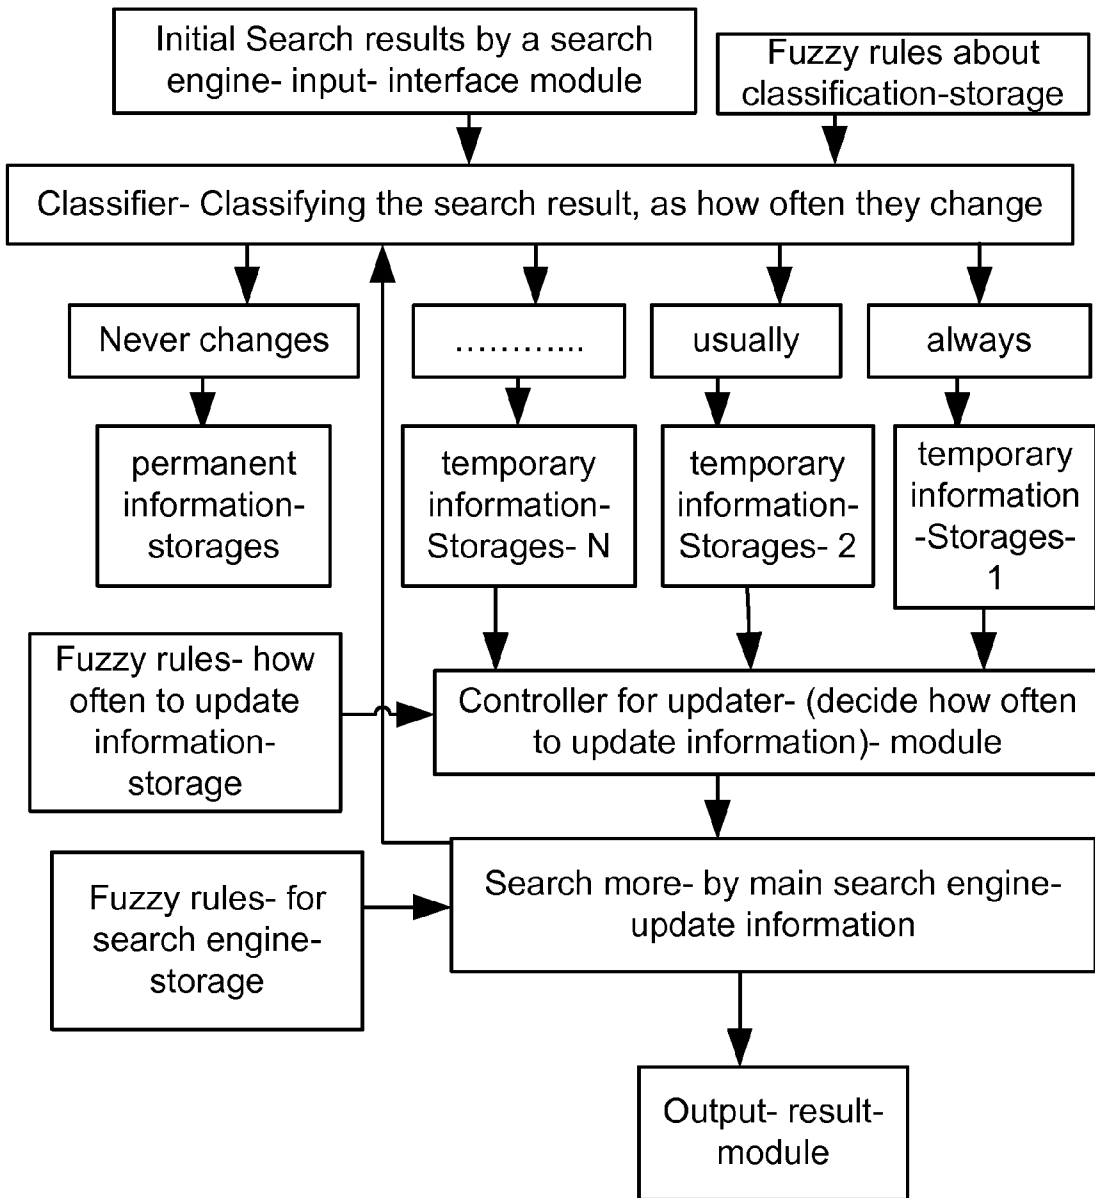 Initial Search results by a search
engine- input- interface module
Fuzzy rules about
classification-storage
Classifier- Classifying the search result, as how often they change
Never changes
………....
usually
always
permanent
information-
storages
temporary
information-
Storages- N
temporary
information-
Storages- 2
temporary
information
-Storages-
1
Fuzzy rules- how
often to update
information-
storage
Controller for updater- (decide how often
to update information)- module
Fuzzy rules- for
search engine-
storage
Search more- by main search engine-
update information
Output- result-
module